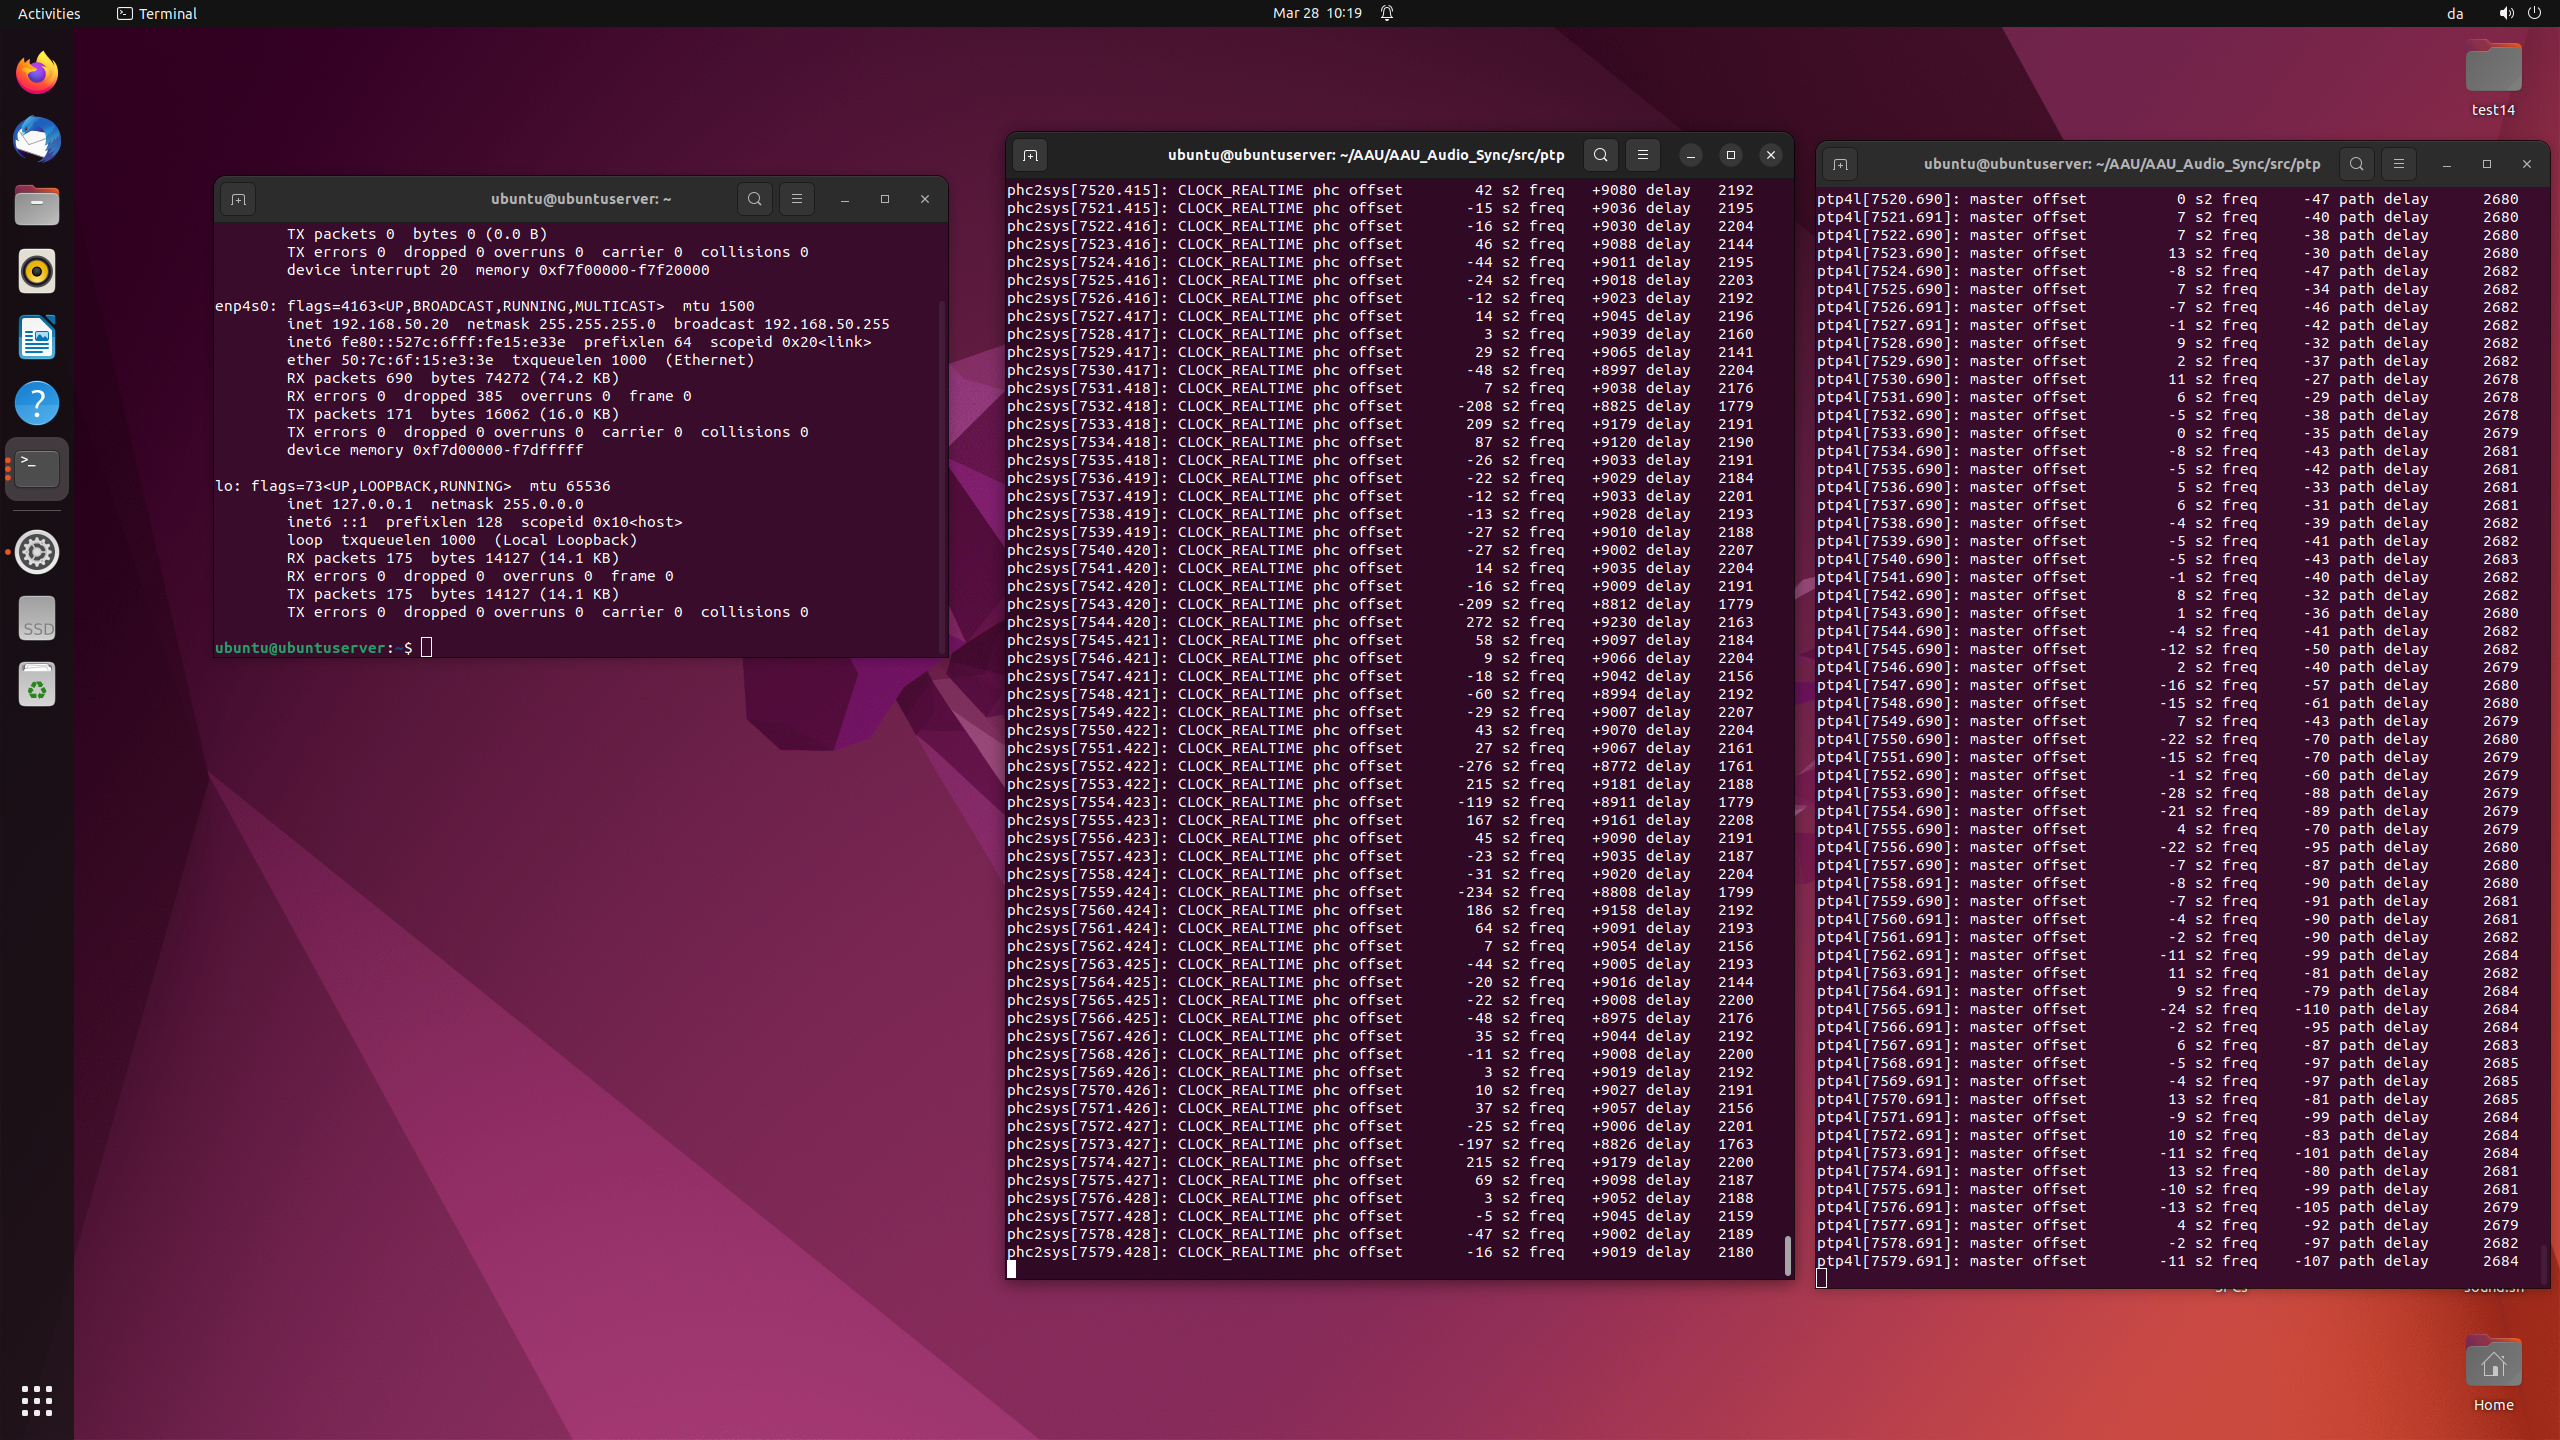 Activities
Terminal
Mar 28 10:19
da
test14
ubuntu@ubuntuserver: ~
TX packets 0 bytes 0 (0.0 B)
TX errors 0 dropped 0 overruns 0 carrier 0 collisions 0
device interrupt 20 memory 0xf7f00000-f7f20000
enp4s0: flags=4163<UP,BROADCAST,RUNNING,MULTICAST> mtu 1500
inet 192.168.50.20 netmask 255.255.255.0 broadcast 192.168.50.255
inet6 fe80::527c:6fff:fe15:e33e prefixlen 64 scopeid 0x20<link>
ether 50:7c:6f:15:e3:3e txqueuelen 1000 (Ethernet)
RX packets 690 bytes 74272 (74.2 KB)
RX errors 0 dropped 385 overruns 0 frame 0
TX packets 171 bytes 16062 (16.0 KB)
TX errors 0 dropped 0 overruns 0 carrier 0 collisions 0
device memory 0xf7d00000-f7dfffff
lo: flags=73<UP,LOOPBACK,RUNNING> mtu 65536
inet 127.0.0.1 netmask 255.0.0.0
inet6 ::1 prefixlen 128 scopeid 0x10<host>
loop txqueuelen 1000 (Local Loopback)
RX packets 175 bytes 14127 (14.1 KB)
RX errors 0 dropped 0 overruns 0 frame 0
TX packets 175 bytes 14127 (14.1 KB)
TX errors 0 dropped 0 overruns 0 carrier 0 collisions 0
ubuntu@ubuntuserver:~$
SSD
ubuntu@ubuntuserver: ~/AAU/AAU_Audio_Sync/src/ptp
phc2sys[7520.415]: CLOCK_REALTIME phc offset 42 s2 freq +9080 delay 2192
phc2sys[7521.415]: CLOCK_REALTIME phc offset -15 s2 freq +9036 delay 2195
phc2sys[7522.416]: CLOCK_REALTIME phc offset -16 s2 freq +9030 delay 2204
phc2sys[7523.416]: CLOCK_REALTIME phc offset 46 s2 freq +9088 delay 2144
phc2sys[7524.416]: CLOCK_REALTIME phc offset -44 s2 freq +9011 delay 2195
phc2sys[7525.416]: CLOCK_REALTIME phc offset -24 s2 freq +9018 delay 2203
phc2sys[7526.416]: CLOCK_REALTIME phc offset -12 s2 freq +9023 delay 2192
phc2sys[7527.417]: CLOCK_REALTIME phc offset 14 s2 freq +9045 delay 2196
phc2sys[7528.417]: CLOCK_REALTIME phc offset 3 s2 freq +9039 delay 2160
phc2sys[7529.417]: CLOCK_REALTIME phc offset 29 s2 freq +9065 delay 2141
phc2sys[7530.417]: CLOCK_REALTIME phc offset -48 s2 freq +8997 delay 2204
phc2sys[7531.418]: CLOCK_REALTIME phc offset 7 s2 freq +9038 delay 2176
phc2sys[7532.418]: CLOCK_REALTIME phc offset -208 s2 freq +8825 delay 1779
phc2sys[7533.418]: CLOCK_REALTIME phc offset 209 s2 freq +9179 delay 2191
phc2sys[7534.418]: CLOCK_REALTIME phc offset 87 s2 freq +9120 delay 2190
phc2sys[7535.418]: CLOCK_REALTIME phc offset -26 s2 freq +9033 delay 2191
phc2sys[7536.419]: CLOCK_REALTIME phc offset -22 s2 freq +9029 delay 2184
phc2sys[7537.419]: CLOCK_REALTIME phc offset -12 s2 freq +9033 delay 2201
phc2sys[7538.419]: CLOCK_REALTIME phc offset -13 s2 freq +9028 delay 2193
phc2sys[7539.419]: CLOCK_REALTIME phc offset -27 s2 freq +9010 delay 2188
phc2sys[7540.420]: CLOCK_REALTIME phc offset -27 s2 freq +9002 delay 2207
phc2sys[7541.420]: CLOCK_REALTIME phc offset 14 s2 freq +9035 delay 2204
phc2sys[7542.420]: CLOCK_REALTIME phc offset -16 s2 freq +9009 delay 2191
phc2sys[7543.420]: CLOCK_REALTIME phc offset -209 s2 freq +8812 delay 1779
phc2sys[7544.420]: CLOCK_REALTIME phc offset 272 s2 freq +9230 delay 2163
phc2sys[7545.421]: CLOCK_REALTIME phc offset 58 s2 freq +9097 delay 2184
phc2sys[7546.421]: CLOCK_REALTIME phc offset 9 s2 freq +9066 delay 2204
phc2sys[7547.421]: CLOCK_REALTIME phc offset -18 s2 freq +9042 delay 2156
phc2sys[7548.421]: CLOCK_REALTIME phc offset -60 s2 freq +8994 delay 2192
phc2sys[7549.422]: CLOCK_REALTIME phc offset -29 s2 freq +9007 delay 2207
phc2sys[7550.422]: CLOCK_REALTIME phc offset 43 s2 freq +9070 delay 2204
phc2sys[7551.422]: CLOCK_REALTIME phc offset 27 s2 freq +9067 delay 2161
phc2sys[7552.422]: CLOCK_REALTIME phc offset -276 s2 freq +8772 delay 1761
phc2sys[7553.422]: CLOCK_REALTIME phc offset 215 s2 freq +9181 delay 2188
phc2sys[7554.423]: CLOCK_REALTIME phc offset -119 s2 freq +8911 delay 1779
phc2sys[7555.423]: CLOCK_REALTIME phc offset 167 s2 freq +9161 delay 2208
phc2sys[7556.423]: CLOCK_REALTIME phc offset 45 s2 freq +9090 delay 2191
phc2sys[7557.423]: CLOCK_REALTIME phc offset -23 s2 freq +9035 delay 2187
phc2sys[7558.424]: CLOCK_REALTIME phc offset -31 s2 freq +9020 delay 2204
phc2sys[7559.424]: CLOCK_REALTIME phc offset -234 s2 freq +8808 delay 1799
phc2sys[7560.424]: CLOCK_REALTIME phc offset 186 s2 freq +9158 delay 2192
phc2sys[7561.424]: CLOCK_REALTIME phc offset 64 s2 freq +9091 delay 2193
phc2sys[7562.424]: CLOCK_REALTIME phc offset 7 s2 freq +9054 delay 2156
phc2sys[7563.425]: CLOCK_REALTIME phc offset -44 s2 freq +9005 delay 2193
phc2sys[7564.425]: CLOCK_REALTIME phc offset -20 s2 freq +9016 delay 2144
phc2sys[7565.425]: CLOCK_REALTIME phc offset -22 s2 freq +9008 delay 2200
phc2sys[7566.425]: CLOCK_REALTIME phc offset -48 s2 freq +8975 delay 2176
phc2sys[7567.426]: CLOCK_REALTIME phc offset 35 s2 freq +9044 delay 2192
phc2sys[7568.426]: CLOCK_REALTIME phc offset -11 s2 freq +9008 delay 2200
phc2sys[7569.426]: CLOCK_REALTIME phc offset 3 s2 freq +9019 delay 2192
phc2sys[7570.426]: CLOCK_REALTIME phc offset 10 s2 freq +9027 delay 2191
phc2sys[7571.426]: CLOCK_REALTIME phc offset 37 s2 freq +9057 delay 2156
phc2sys[7572.427]: CLOCK_REALTIME phc offset -25 s2 freq +9006 delay 2201
phc2sys[7573.427]: CLOCK_REALTIME phc offset -197 s2 freq +8826 delay 1763
phc2sys[7574.427]: CLOCK_REALTIME phc offset 215 s2 freq +9179 delay 2200
phc2sys[7575.427]: CLOCK_REALTIME phc offset 69 s2 freq +9098 delay 2187
phc2sys[7576.428]: CLOCK_REALTIME phc offset 3 s2 freq +9052 delay 2188
phc2sys[7577.428]: CLOCK_REALTIME phc offset -5 s2 freq +9045 delay 2159
phc2sys[7578.428]: CLOCK_REALTIME phc offset -47 s2 freq +9002 delay 2189
phc2sys[7579.428]: CLOCK_REALTIME phc offset -16 s2 freq +9019 delay 2180
ubuntu@ubuntuserver: ~/AAU/AAU_Audio_Sync/src/ptp
ptp4l[7520.690]: master offset 0 s2 freq -47 path delay 2680
ptp4l[7521.691]: master offset 7 s2 freq -40 path delay 2680
ptp4l[7522.690]: master offset 7 s2 freq -38 path delay 2680
ptp4l[7523.690]: master offset 13 s2 freq -30 path delay 2680
ptp4l[7524.690]: master offset -8 s2 freq -47 path delay 2682
ptp4l[7525.690]: master offset 7 s2 freq -34 path delay 2682
ptp4l[7526.691]: master offset -7 s2 freq -46 path delay 2682
ptp4l[7527.691]: master offset -1 s2 freq -42 path delay 2682
ptp4l[7528.690]: master offset 9 s2 freq -32 path delay 2682
ptp4l[7529.690]: master offset 2 s2 freq -37 path delay 2682
ptp4l[7530.690]: master offset 11 s2 freq -27 path delay 2678
ptp4l[7531.690]: master offset 6 s2 freq -29 path delay 2678
ptp4l[7532.690]: master offset -5 s2 freq -38 path delay 2678
ptp4l[7533.690]: master offset 0 s2 freq -35 path delay 2679
ptp4l[7534.690]: master offset -8 s2 freq -43 path delay 2681
ptp4l[7535.690]: master offset -5 s2 freq -42 path delay 2681
ptp4l[7536.690]: master offset 5 s2 freq -33 path delay 2681
ptp4l[7537.690]: master offset 6 s2 freq -31 path delay 2681
ptp4l[7538.690]: master offset -4 s2 freq -39 path delay 2682
ptp4l[7539.690]: master offset -5 s2 freq -41 path delay 2682
ptp4l[7540.690]: master offset -5 s2 freq -43 path delay 2683
ptp4l[7541.690]: master offset -1 s2 freq -40 path delay 2682
ptp4l[7542.690]: master offset 8 s2 freq -32 path delay 2682
ptp4l[7543.690]: master offset 1 s2 freq -36 path delay 2680
ptp4l[7544.690]: master offset -4 s2 freq -41 path delay 2682
ptp4l[7545.690]: master offset -12 s2 freq -50 path delay 2682
ptp4l[7546.690]: master offset 2 s2 freq -40 path delay 2679
ptp4l[7547.690]: master offset -16 s2 freq -57 path delay 2680
ptp4l[7548.690]: master offset -15 s2 freq -61 path delay 2680
ptp4l[7549.690]: master offset 7 s2 freq -43 path delay 2679
ptp4l[7550.690]: master offset -22 s2 freq -70 path delay 2680
ptp4l[7551.690]: master offset -15 s2 freq -70 path delay 2679
ptp4l[7552.690]: master offset -1 s2 freq -60 path delay 2679
ptp4l[7553.690]: master offset -28 s2 freq -88 path delay 2679
ptp4l[7554.690]: master offset -21 s2 freq -89 path delay 2679
ptp4l[7555.690]: master offset 4 s2 freq -70 path delay 2679
ptp4l[7556.690]: master offset -22 s2 freq -95 path delay 2680
ptp4l[7557.690]: master offset -7 s2 freq -87 path delay 2680
ptp4l[7558.691]: master offset -8 s2 freq -90 path delay 2680
ptp4l[7559.690]: master offset -7 s2 freq -91 path delay 2681
ptp4l[7560.691]: master offset -4 s2 freq -90 path delay 2681
ptp4l[7561.691]: master offset -2 s2 freq -90 path delay 2682
ptp4l[7562.691]: master offset -11 s2 freq -99 path delay 2684
ptp4l[7563.691]: master offset 11 s2 freq -81 path delay 2682
ptp4l[7564.691]: master offset 9 s2 freq -79 path delay 2684
ptp4l[7565.691]: master offset -24 s2 freq -110 path delay 2684
ptp4l[7566.691]: master offset -2 s2 freq -95 path delay 2684
ptp4l[7567.691]: master offset 6 s2 freq -87 path delay 2683
ptp4l[7568.691]: master offset -5 s2 freq -97 path delay 2685
ptp4l[7569.691]: master offset -4 s2 freq -97 path delay 2685
ptp4l[7570.691]: master offset 13 s2 freq -81 path delay 2685
ptp4l[7571.691]: master offset -9 s2 freq -99 path delay 2684
ptp4l[7572.691]: master offset 10 s2 freq -83 path delay 2684
ptp4l[7573.691]: master offset -11 s2 freq -101 path delay 2684
ptp4l[7574.691]: master offset 13 s2 freq -80 path delay 2681
ptp4l[7575.691]: master offset -10 s2 freq -99 path delay 2681
ptp4l[7576.691]: master offset -13 s2 freq -105 path delay 2679
ptp4l[7577.691]: master offset 4 s2 freq -92 path delay 2679
ptp4l[7578.691]: master offset -2 s2 freq -97 path delay 2682
ptp4l[7579.691]: master offset -11 s2 freq -107 path delay 2684
Home